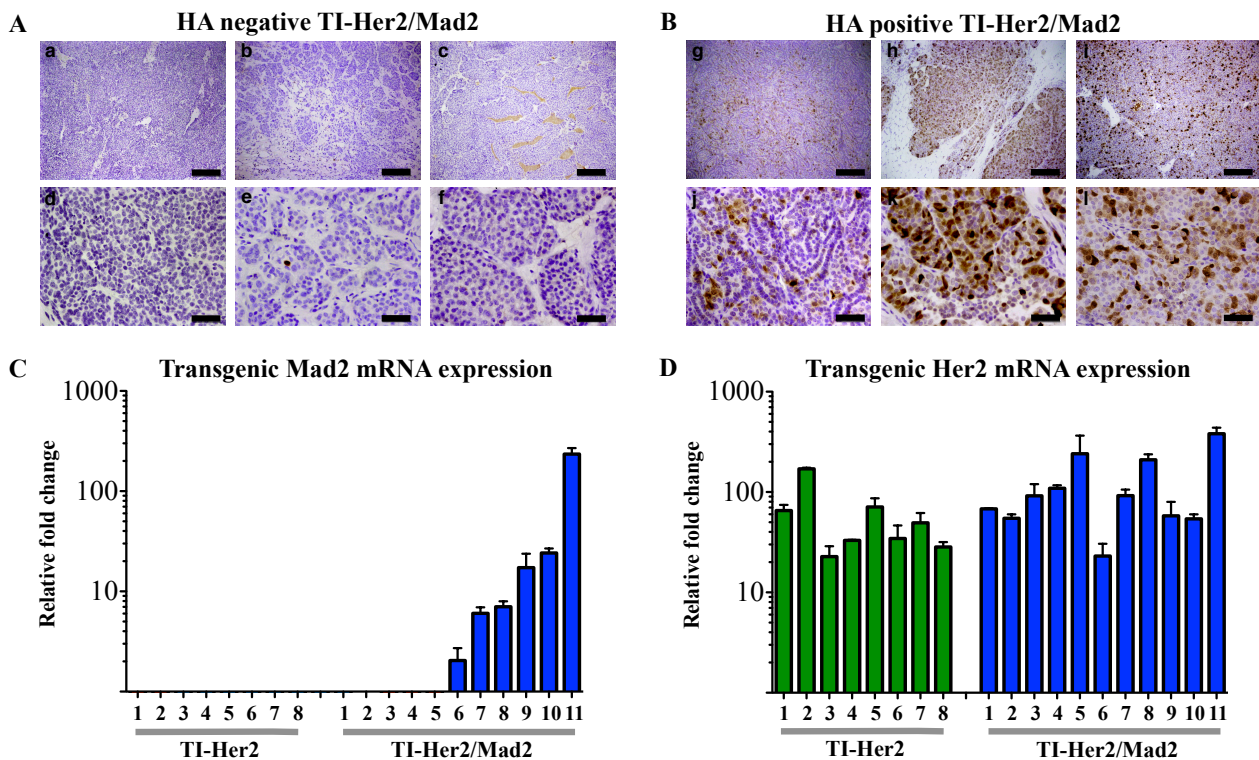 A
HA negative TI-Her2/Mad2
B
HA positive TI-Her2/Mad2
a
b
c
g
h
i
d
e
f
j
k
l
C
Transgenic Mad2 mRNA expression
Relative fold change
1000
100
10
1 2 3 4 5 6 7 8 1 2 3 4 5 6 7 8 9 10 11
TI-Her2 TI-Her2/Mad2
D
Transgenic Her2 mRNA expression
Relative fold change
1000
100
10
1 2 3 4 5 6 7 8 1 2 3 4 5 6 7 8 9 10 11
TI-Her2 TI-Her2/Mad2